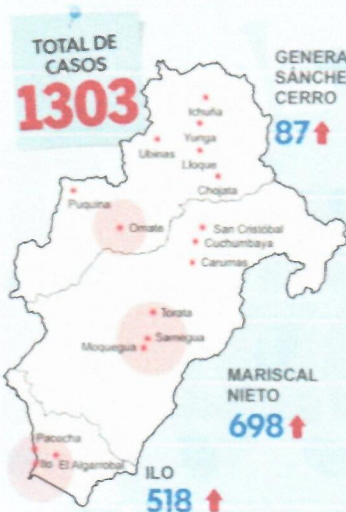 TOTAL DE
CASOS
1303
GENERA
SÁNCHE
CERRO
87
Ichuña
Yunga
Ubinas
Lloque
Chojata
Puquina
Omate
San Cristóbal
Cuchumbaya
Carumas
Torata
Samegua
Moquegua
MARISCAL
NIETO
698
Pacocha
Ilo
El Algarrobal
ILO
518